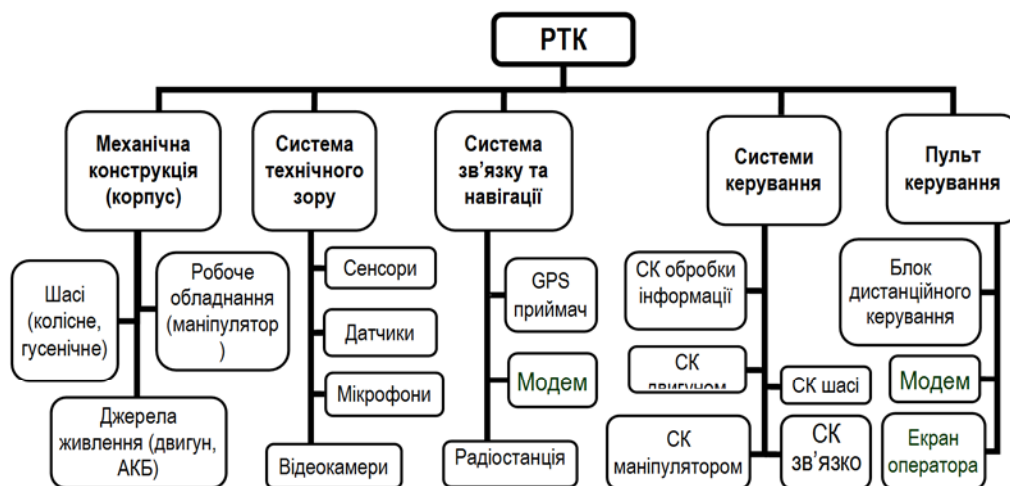 РТК
Механічна
конструкція
(корпус)
Система
технічного
зору
Система
зв’язку та
навігації
Системи
керування
Пульт
керування
Шасі
(колісне,
гусенічне)
Робоче
обладнання
(маніпулятор
)
Джерела
живлення (двигун,
АКБ)
Сенсори
Датчики
Мікрофони
Відеокамери
GPS
приймач
Модем
Радіостанція
СК обробки
інформації
СК
двигуном
СК шасі
СК
маніпулятором
СК
зв’язко
Блок
дистанційного
керування
Модем
Екран
оператора